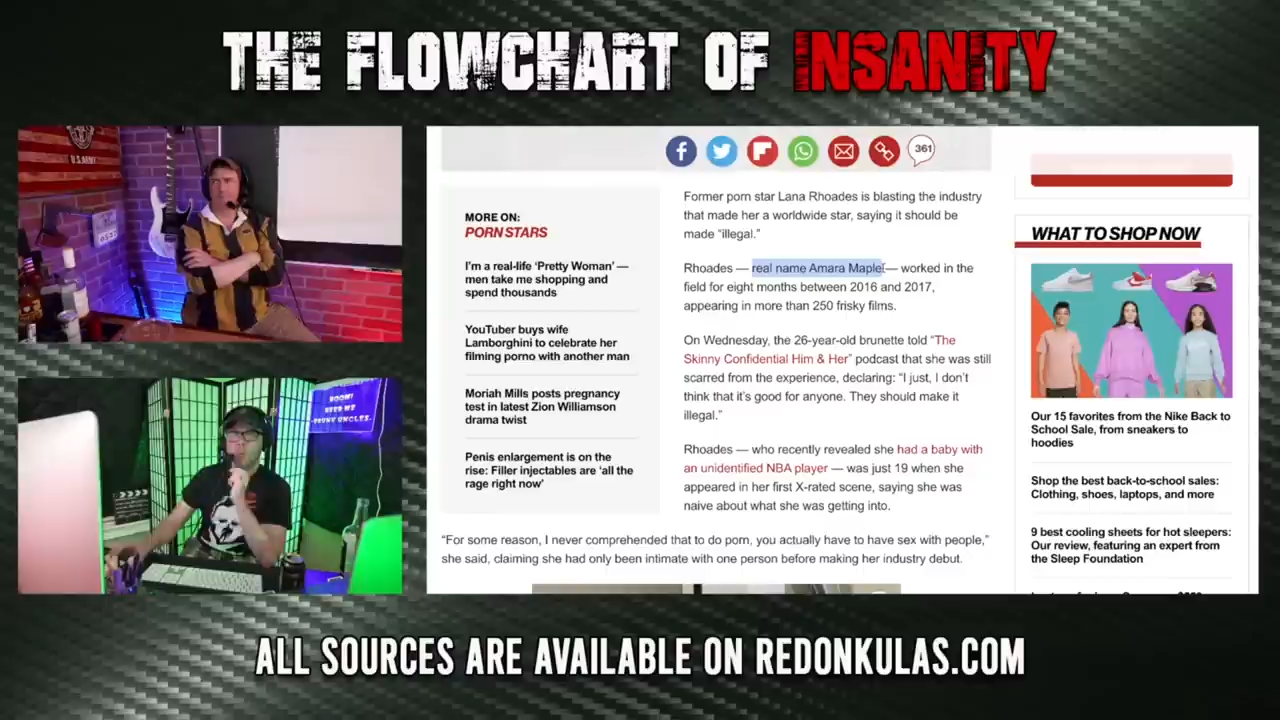 THE FLOWCHART OF INSANITY
U.S. ARMY
BOOM!
361
MORE ON:
PORN STARS
I'm a real-life 'Pretty Woman' —
men take me shopping and
spend thousands
YouTuber buys wife
Lamborghini to celebrate her
filming porno with another man
Moriah Mills posts pregnancy
test in latest Zion Williamson
drama twist
Penis enlargement is on the
rise: Filler injectables are 'all the
rage right now'
Former porn star Lana Rhoades is blasting the industry
that made her a worldwide star, saying it should be
made "illegal."
Rhoades — real name Amara Maple — worked in the
field for eight months between 2016 and 2017,
appearing in more than 250 frisky films.
On Wednesday, the 26-year-old brunette told "The
Skinny Confidential Him & Her" podcast that she was still
scarred from the experience, declaring: "I just, I don't
think that it's good for anyone. They should make it
illegal."
Rhoades — who recently revealed she had a baby with
an unidentified NBA player — was just 19 when she
appeared in her first X-rated scene, saying she was
naive about what she was getting into.
"For some reason, I never comprehended that to do porn, you actually have to have sex with people,"
she said, claiming she had only been intimate with one person before making her industry debut.
WHAT TO SHOP NOW
Our 15 favorites from the Nike Back to
School Sale, from sneakers to
hoodies
Shop the best back-to-school sales:
Clothing, shoes, laptops, and more
9 best cooling sheets for hot sleepers:
Our review, featuring an expert from
the Sleep Foundation
ALL SOURCES ARE AVAILABLE ON REDONKULAS.COM